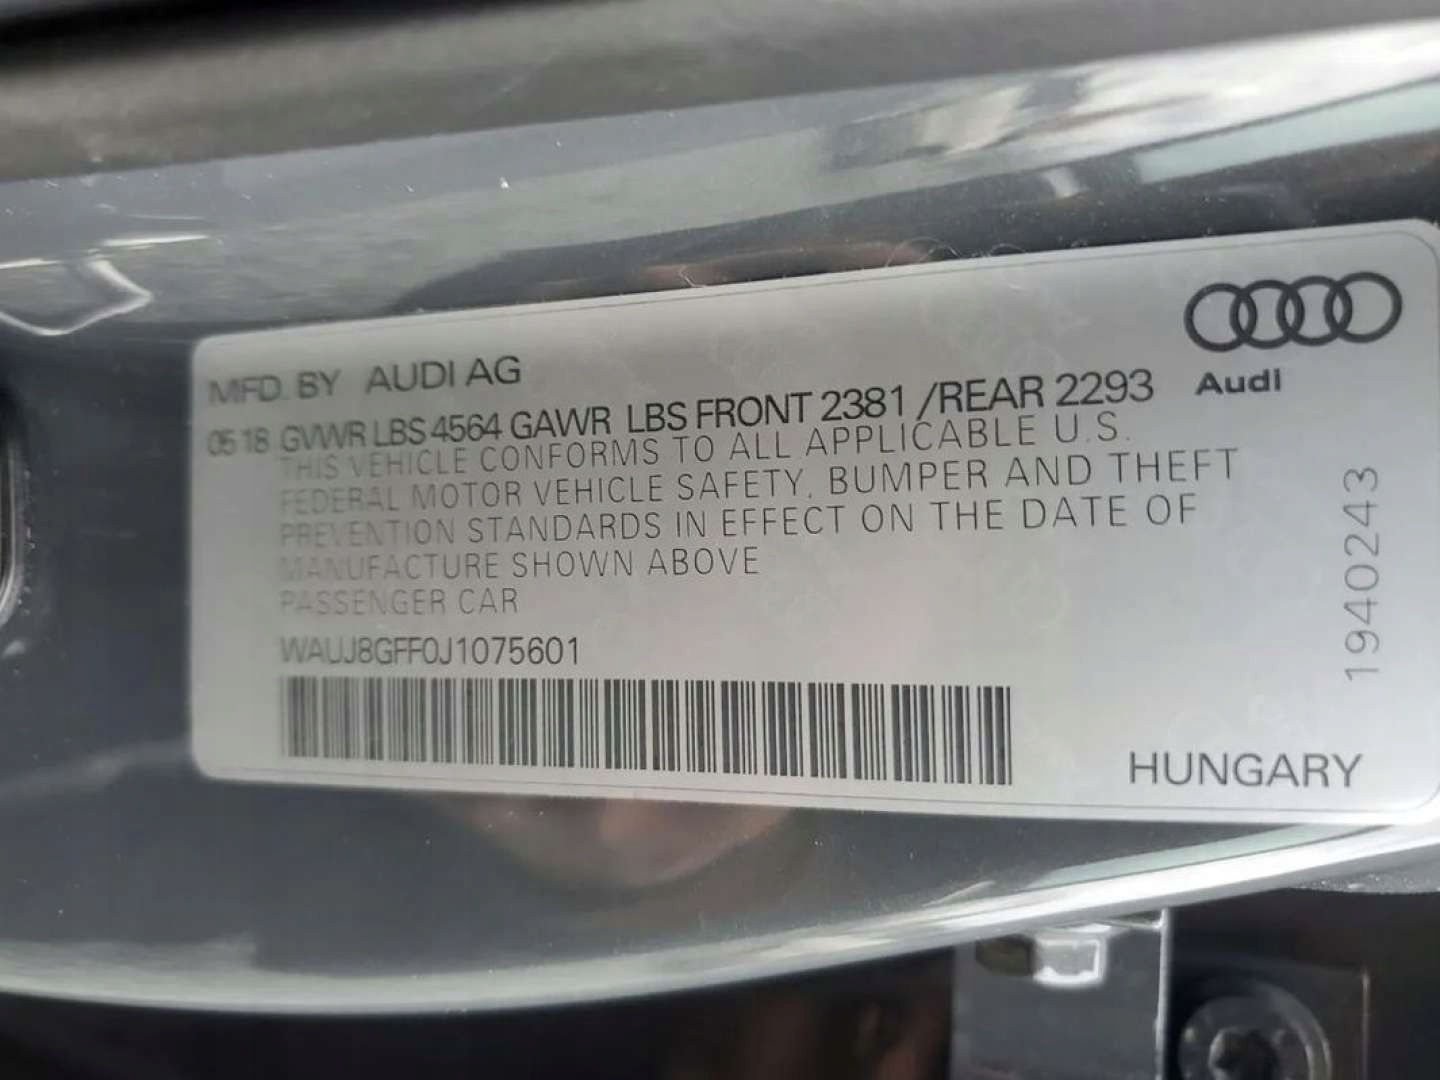 MFD. BY AUDI AG
05 18 GVWR LBS 4564 GAWR LBS FRONT 2381 /REAR 2293
THIS VEHICLE CONFORMS TO ALL APPLICABLE U.S.
FEDERAL MOTOR VEHICLE SAFETY, BUMPER AND THEFT
PREVENTION STANDARDS IN EFFECT ON THE DATE OF
MANUFACTURE SHOWN ABOVE
PASSENGER CAR
WAUJ8GFF0J1075601
Audi
1940243
HUNGARY